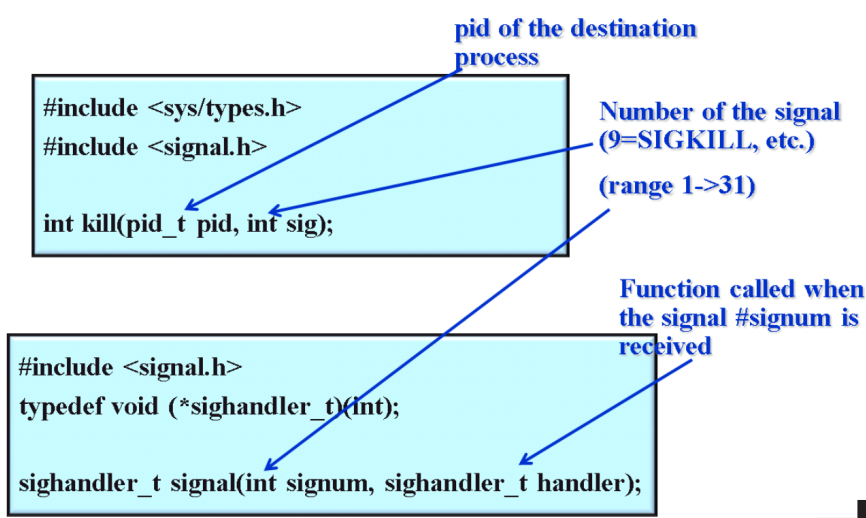 pid of the destination
process
#include <sys/types.h>
#include <signal.h>
int kill(pid_t pid, int sig);
Number of the signal
(9=SIGKILL, etc.)
(range 1->31)
Function called when
the signal #signum is
received
#include <signal.h>
typedef void (*sighandler_t)(int);
sighandler_t signal(int signum, sighandler_t handler);